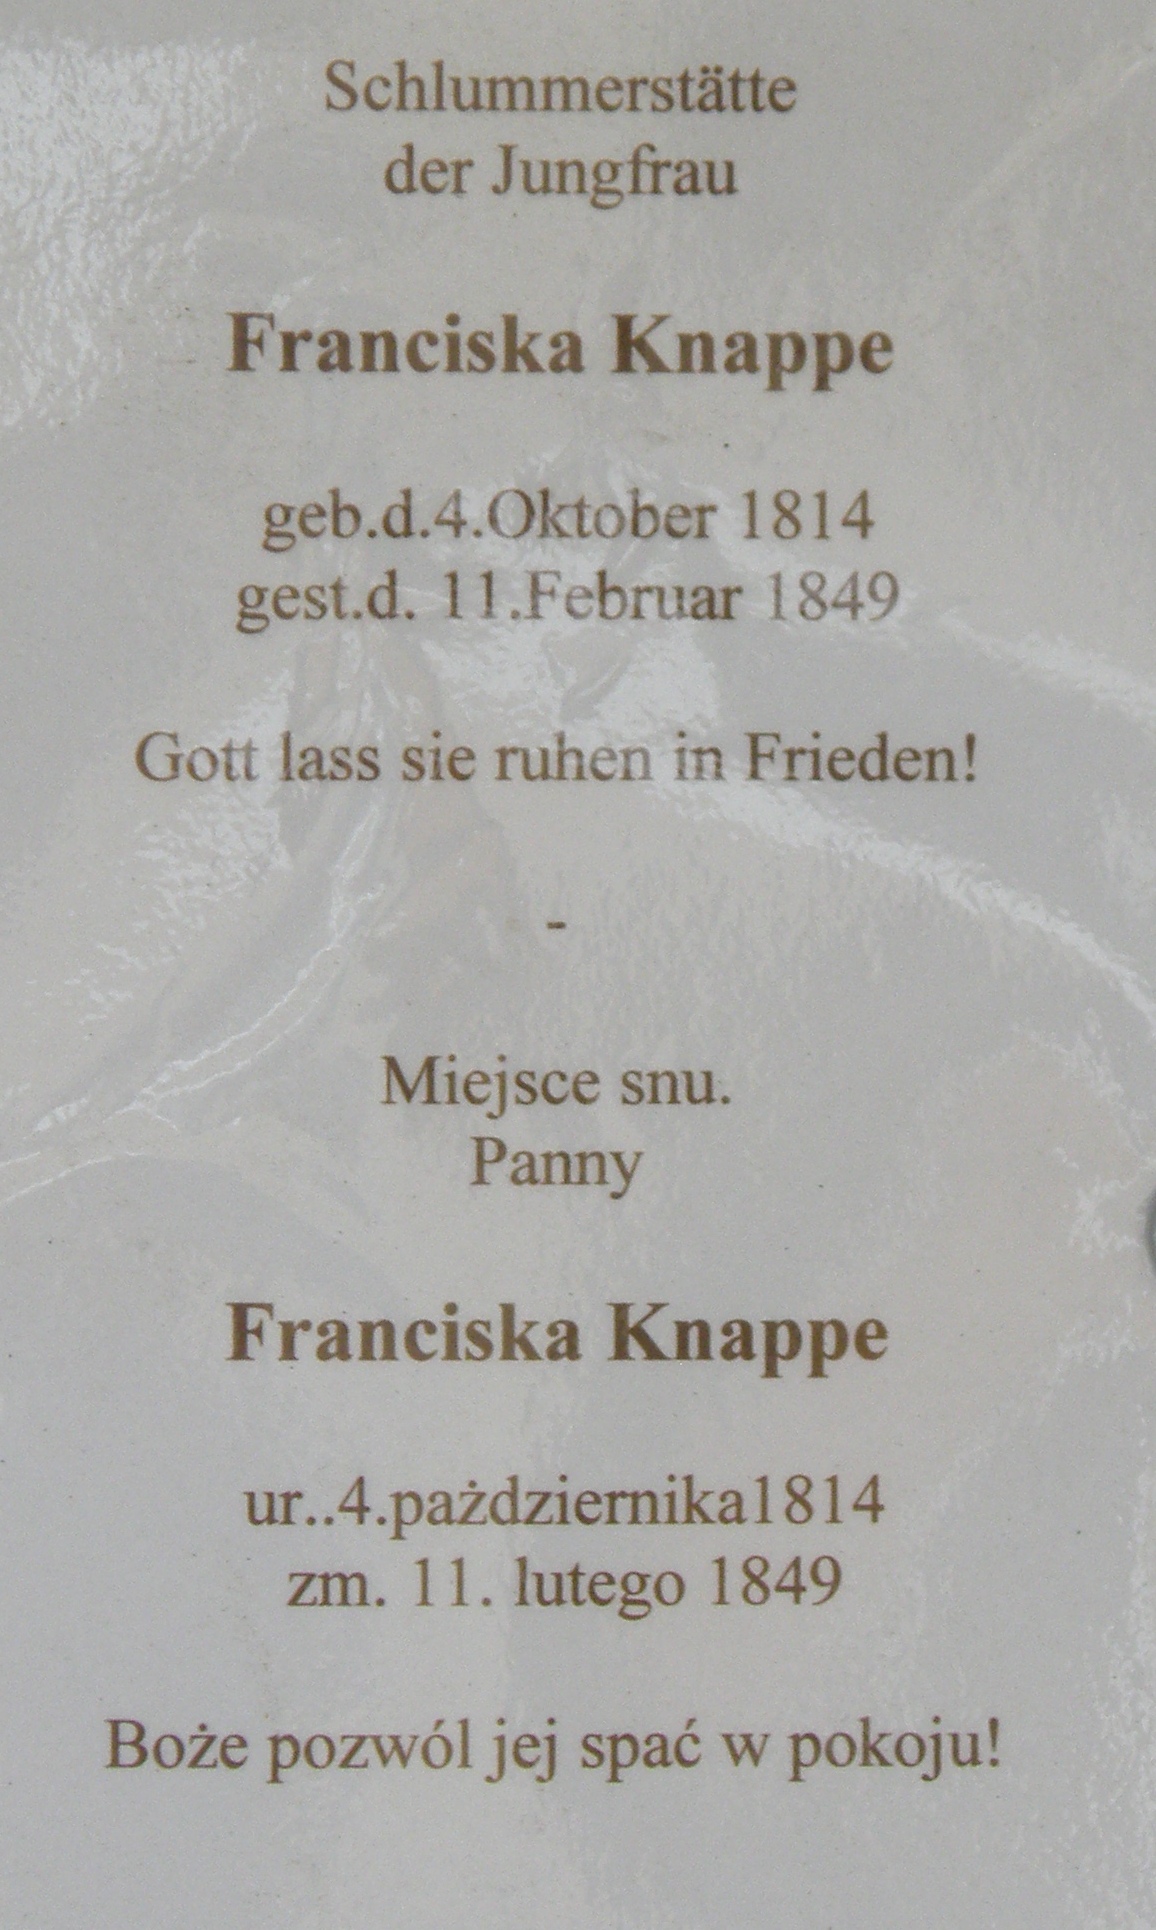 Schlummerstätte
der Jungfrau
Franciska Knappe
geb.d.4.Oktober 1814
gest.d. 11.Februar 1849
Gott lass sie ruhen in Frieden!
-
Miejsce snu.
Panny
Franciska Knappe
ur..4.pażdziernika1814
zm. 11. lutego 1849
Boże pozwól jej spać w pokoju!